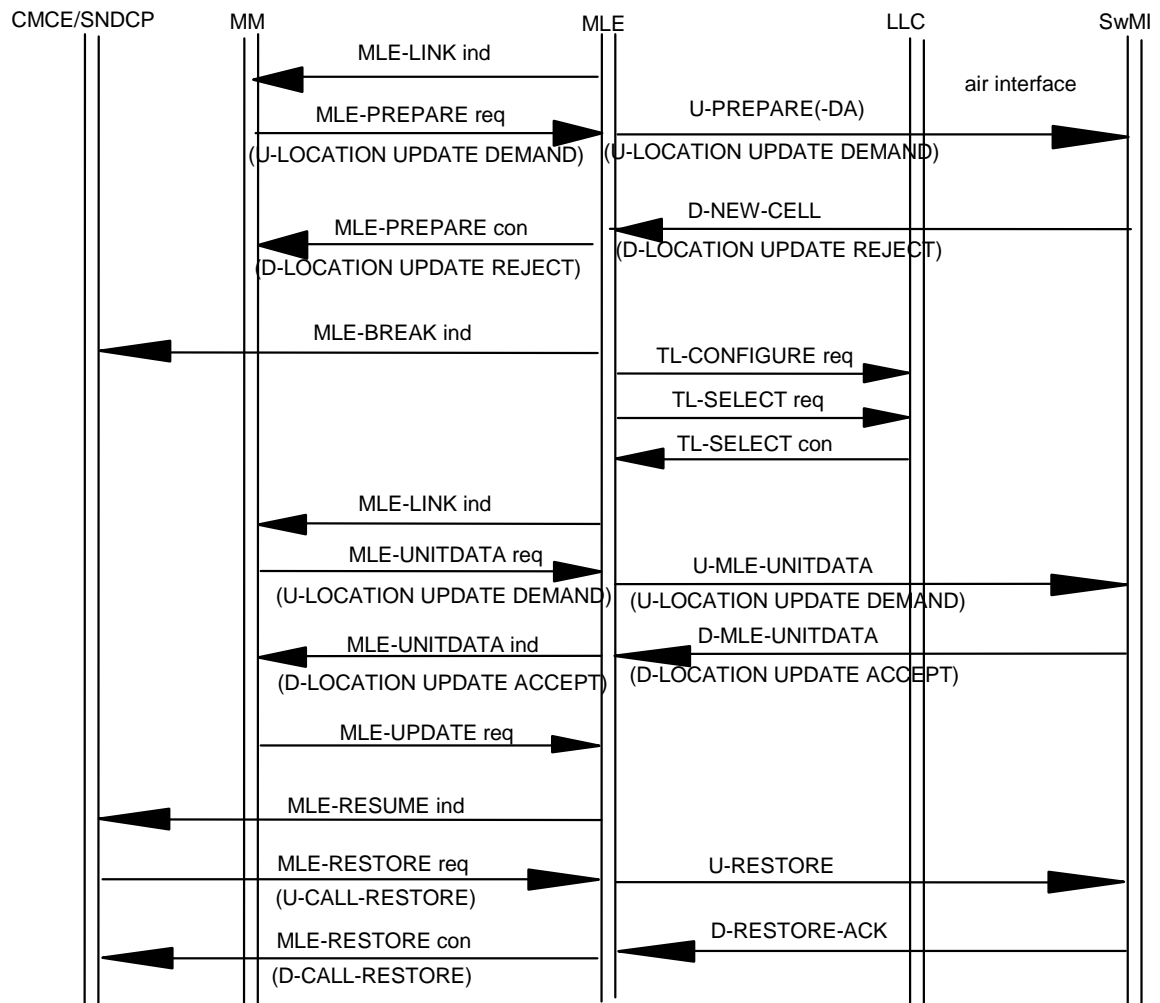 CMCE/SNDCP MM MLE LLC SwMI
MLE-LINK ind
air interface
MLE-PREPARE req
U-PREPARE(-DA)
(U-LOCATION UPDATE DEMAND)
(U-LOCATION UPDATE DEMAND)
D-NEW-CELL
MLE-PREPARE con
(D-LOCATION UPDATE REJECT)
(D-LOCATION UPDATE REJECT)
MLE-BREAK ind
TL-CONFIGURE req
TL-SELECT req
TL-SELECT con
MLE-LINK ind
MLE-UNITDATA req
U-MLE-UNITDATA
(U-LOCATION UPDATE DEMAND)
(U-LOCATION UPDATE DEMAND)
D-MLE-UNITDATA
MLE-UNITDATA ind
(D-LOCATION UPDATE ACCEPT)
(D-LOCATION UPDATE ACCEPT)
MLE-UPDATE req
MLE-RESUME ind
MLE-RESTORE req
U-RESTORE
(U-CALL-RESTORE)
D-RESTORE-ACK
MLE-RESTORE con
(D-CALL-RESTORE)